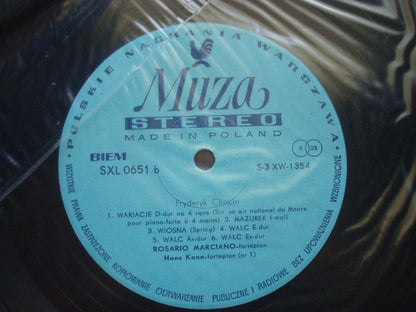 POLSKIE NAGRANIA WARSZAWA
Muza
STEREO
MADE IN POLAND
BIEM
SXL 0651 b
S-3 XW-1354
Fryderyk Chopin
1. WARIACJE D-dur na 4 ręce (Sur un air national de Moore
pour piano-forte à 4 mains) 2. MAZUREK
3. WIOSNA (Spring) 4. WALC E-dur
5. WALC As-dur 6. WALC Es-dur
ROSARIO MARCIANO-fortepian
Hans Kann-fortepian (nr 1)
WSZYSTKIE PRAWA ZASTRZEŻONE KOPIOWANIE ODTWARZANIE PUBLICZNE I RADIOWE BEZ UPOWAŻNIENIA WZBRONIONE